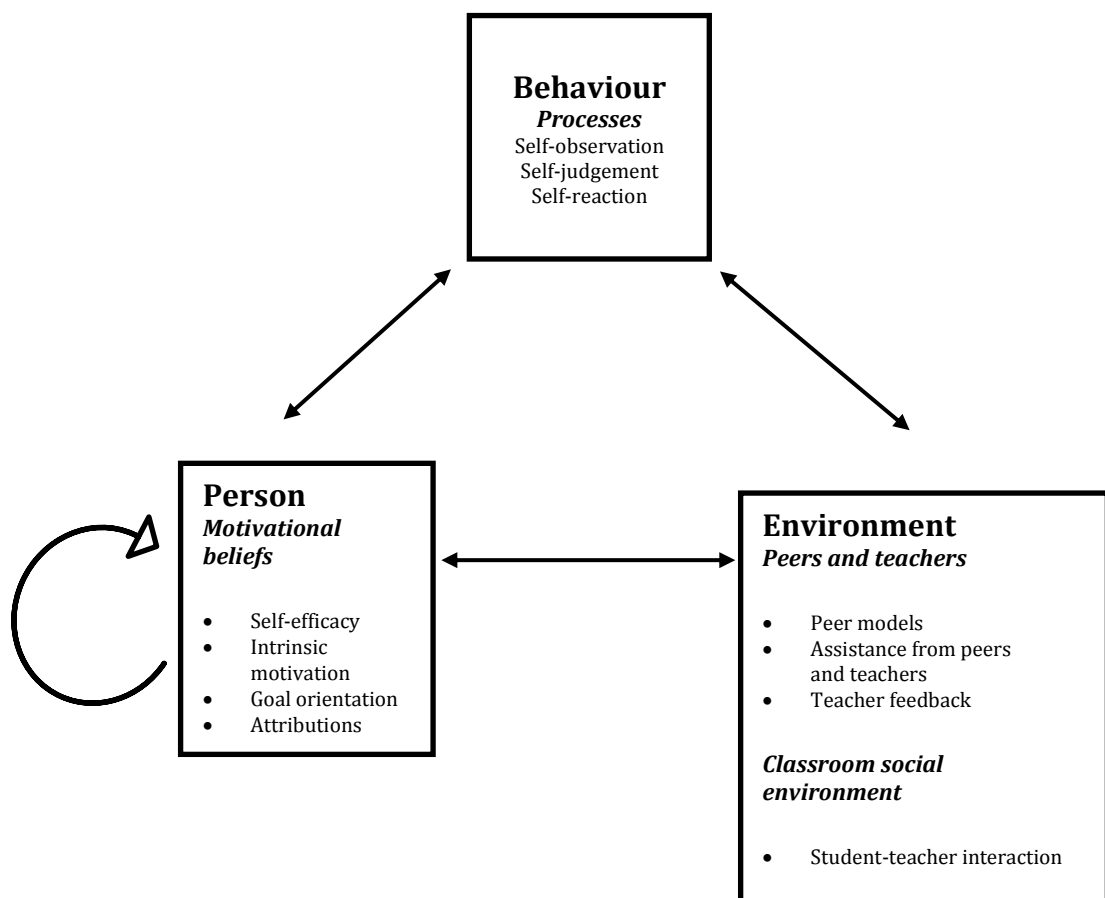 Behaviour
Processes
Self-observation
Self-judgement
Self-reaction
Person
Motivational
beliefs
• Self-efficacy
• Intrinsic
motivation
• Goal orientation
• Attributions
Environment
Peers and teachers
• Peer models
• Assistance from peers
and teachers
• Teacher feedback
Classroom social
environment
• Student-teacher interaction